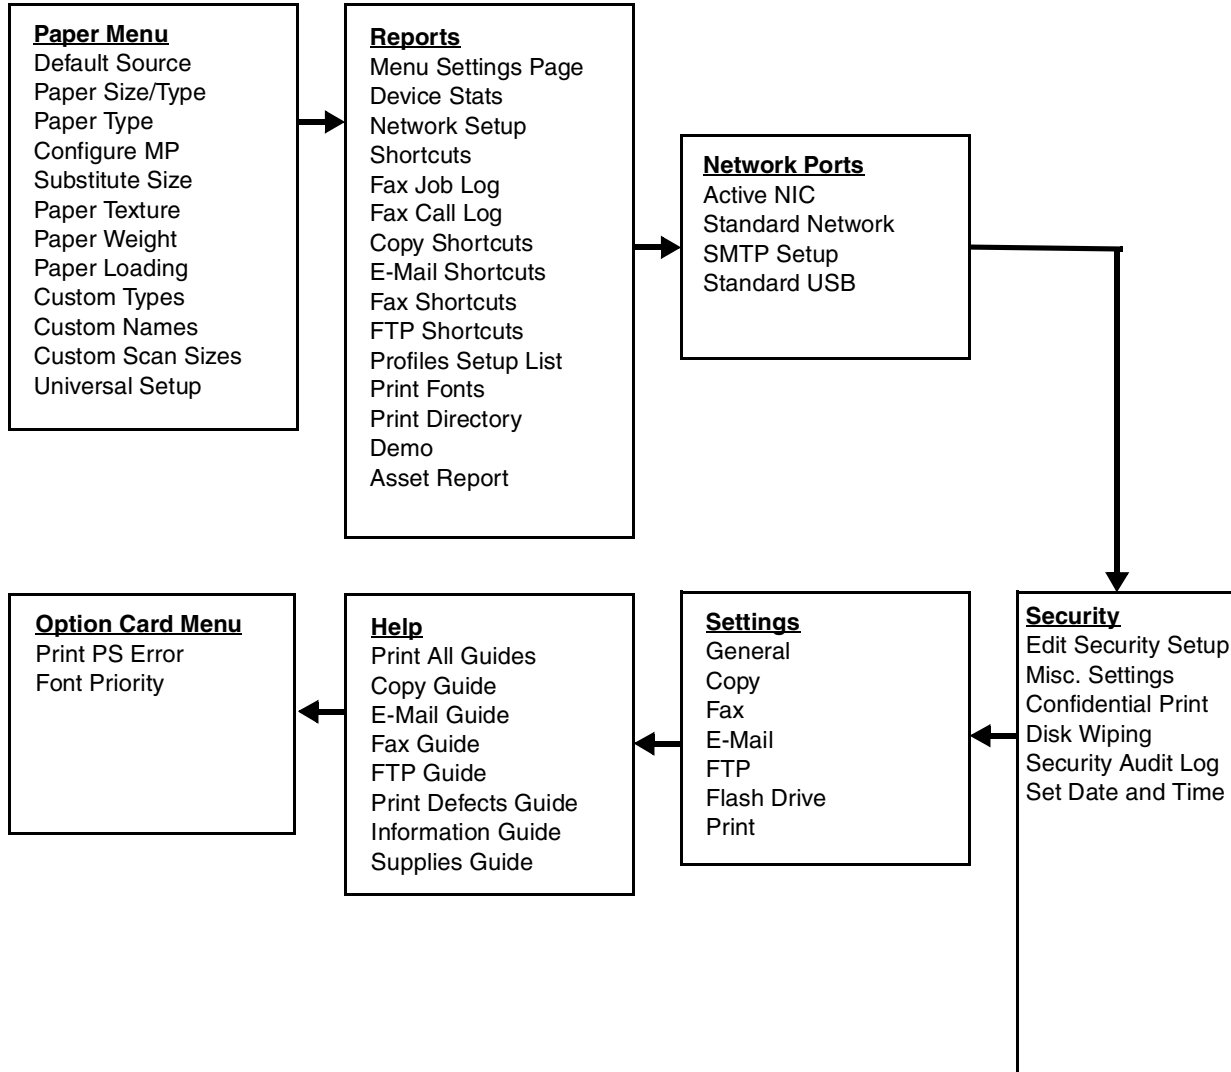 Paper Menu
Default Source
Paper Size/Type
Paper Type
Configure MP
Substitute Size
Paper Texture
Paper Weight
Paper Loading
Custom Types
Custom Names
Custom Scan Sizes
Universal Setup
Reports
Menu Settings Page
Device Stats
Network Setup
Shortcuts
Fax Job Log
Fax Call Log
Copy Shortcuts
E-Mail Shortcuts
Fax Shortcuts
FTP Shortcuts
Profiles Setup List
Print Fonts
Print Directory
Demo
Asset Report
Network Ports
Active NIC
Standard Network
SMTP Setup
Standard USB
Security
Edit Security Setup
Misc. Settings
Confidential Print
Disk Wiping
Security Audit Log
Set Date and Time
Settings
General
Copy
Fax
E-Mail
FTP
Flash Drive
Print
Help
Print All Guides
Copy Guide
E-Mail Guide
Fax Guide
FTP Guide
Print Defects Guide
Information Guide
Supplies Guide
Option Card Menu
Print PS Error
Font Priority